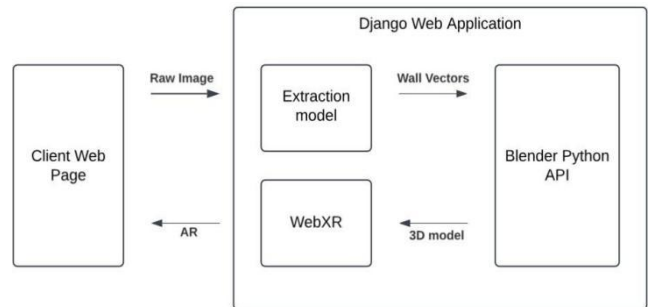 Django Web Application
Raw Image
Wall Vectors
Extraction
model
Client Web
Page
Blender Python
API
WebXR
AR
3D model